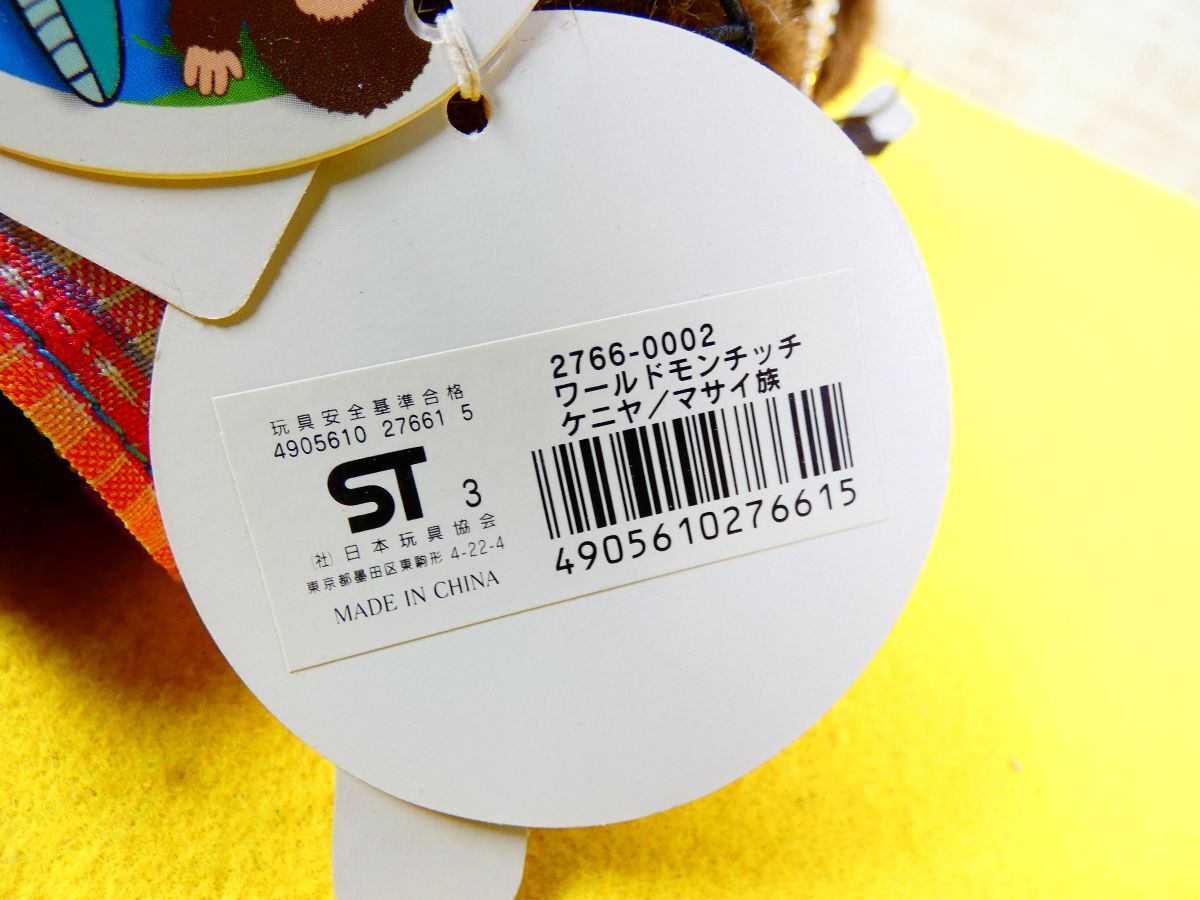 玩具安全基準合格
4905610 27661 5
ST 3
(社)日本玩具協会
東京都墨田区東駒形 4-22-4
MADE IN CHINA
2766-0002
ワールドモンチッチ
ケニヤ/マサイ族
4905610276615